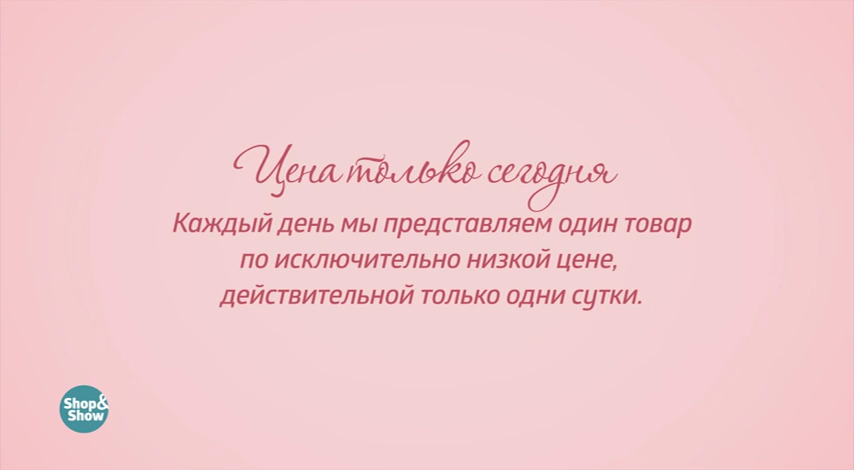 Цена только сегодня
Каждый день мы представляем один товар
по исключительно низкой цене,
действительной только одни сутки.
Shop&
Show